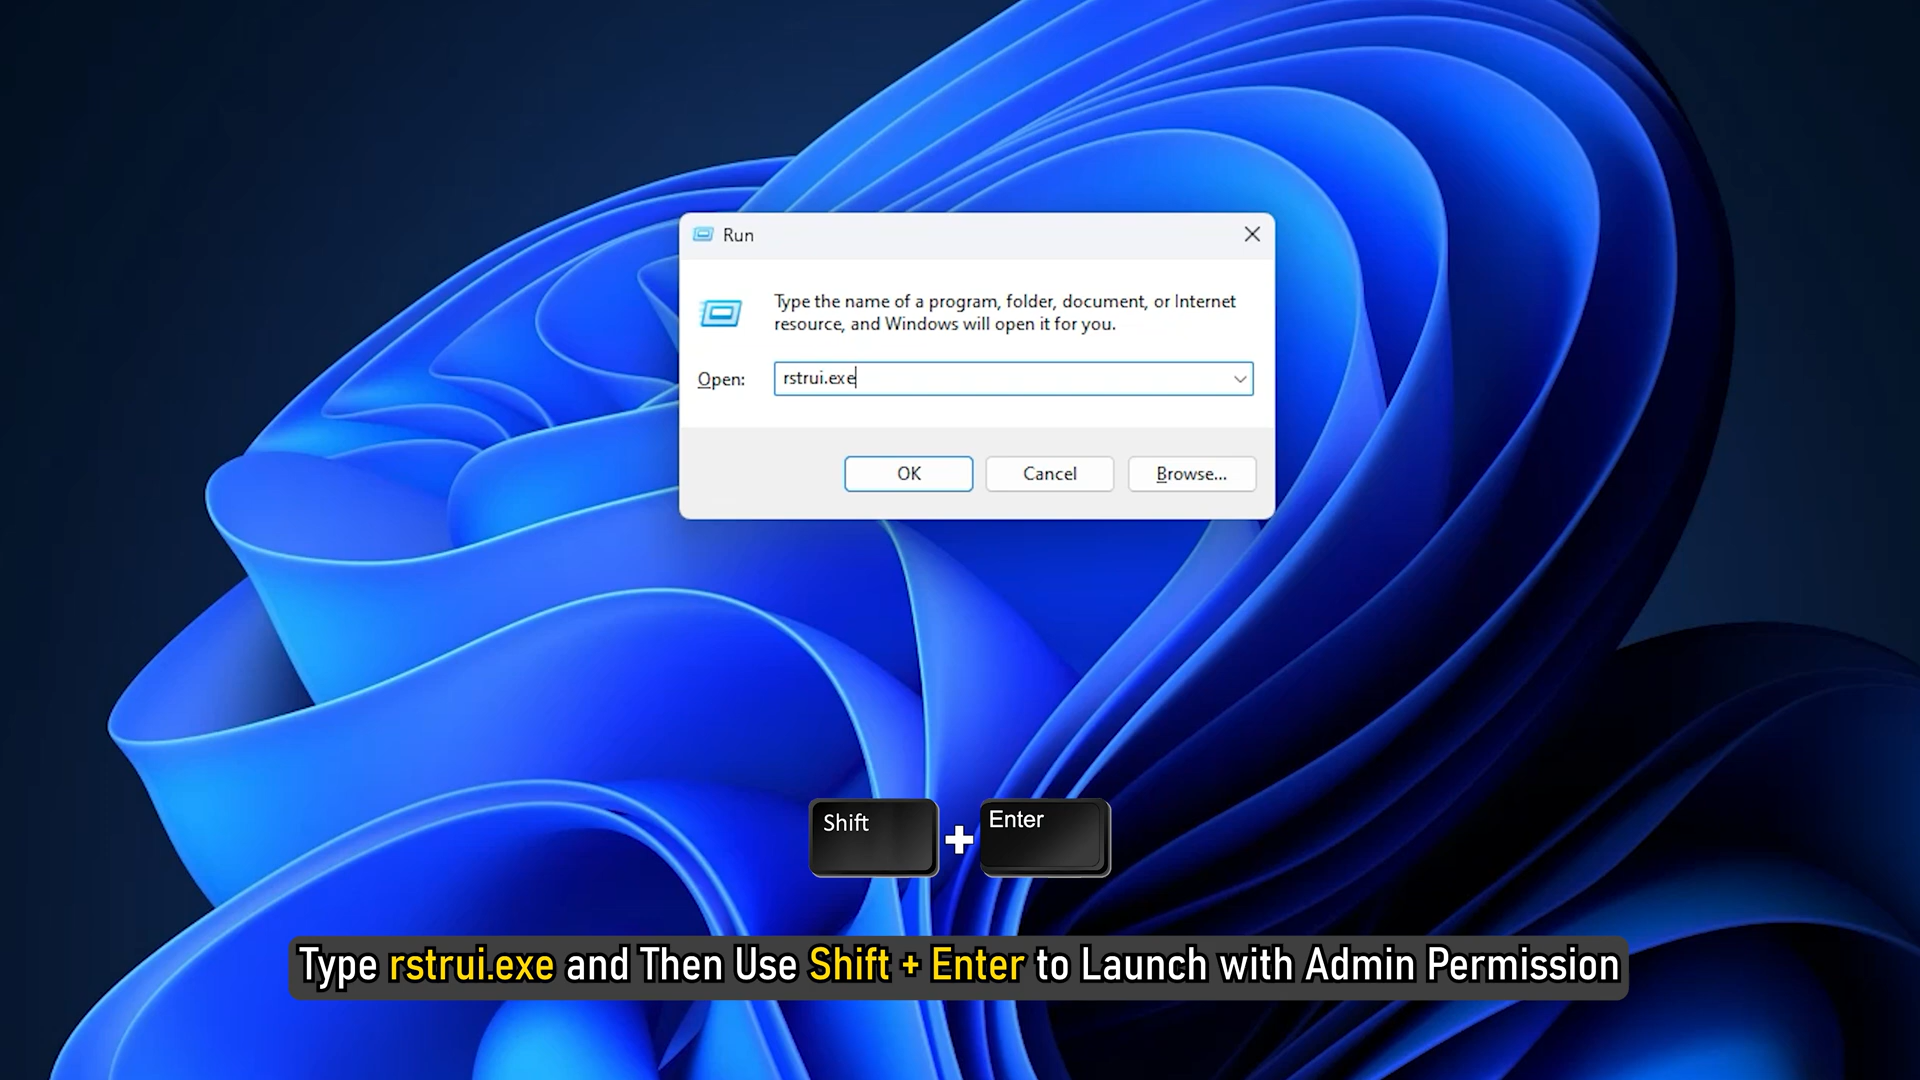 Run
Type the name of a program, folder, document, or Internet
resource, and Windows will open it for you.
Open:
rstrui.exe
OK
Cancel
Browse...
Shift
+
Enter
Type rstrui.exe and Then Use Shift + Enter to Launch with Admin Permission